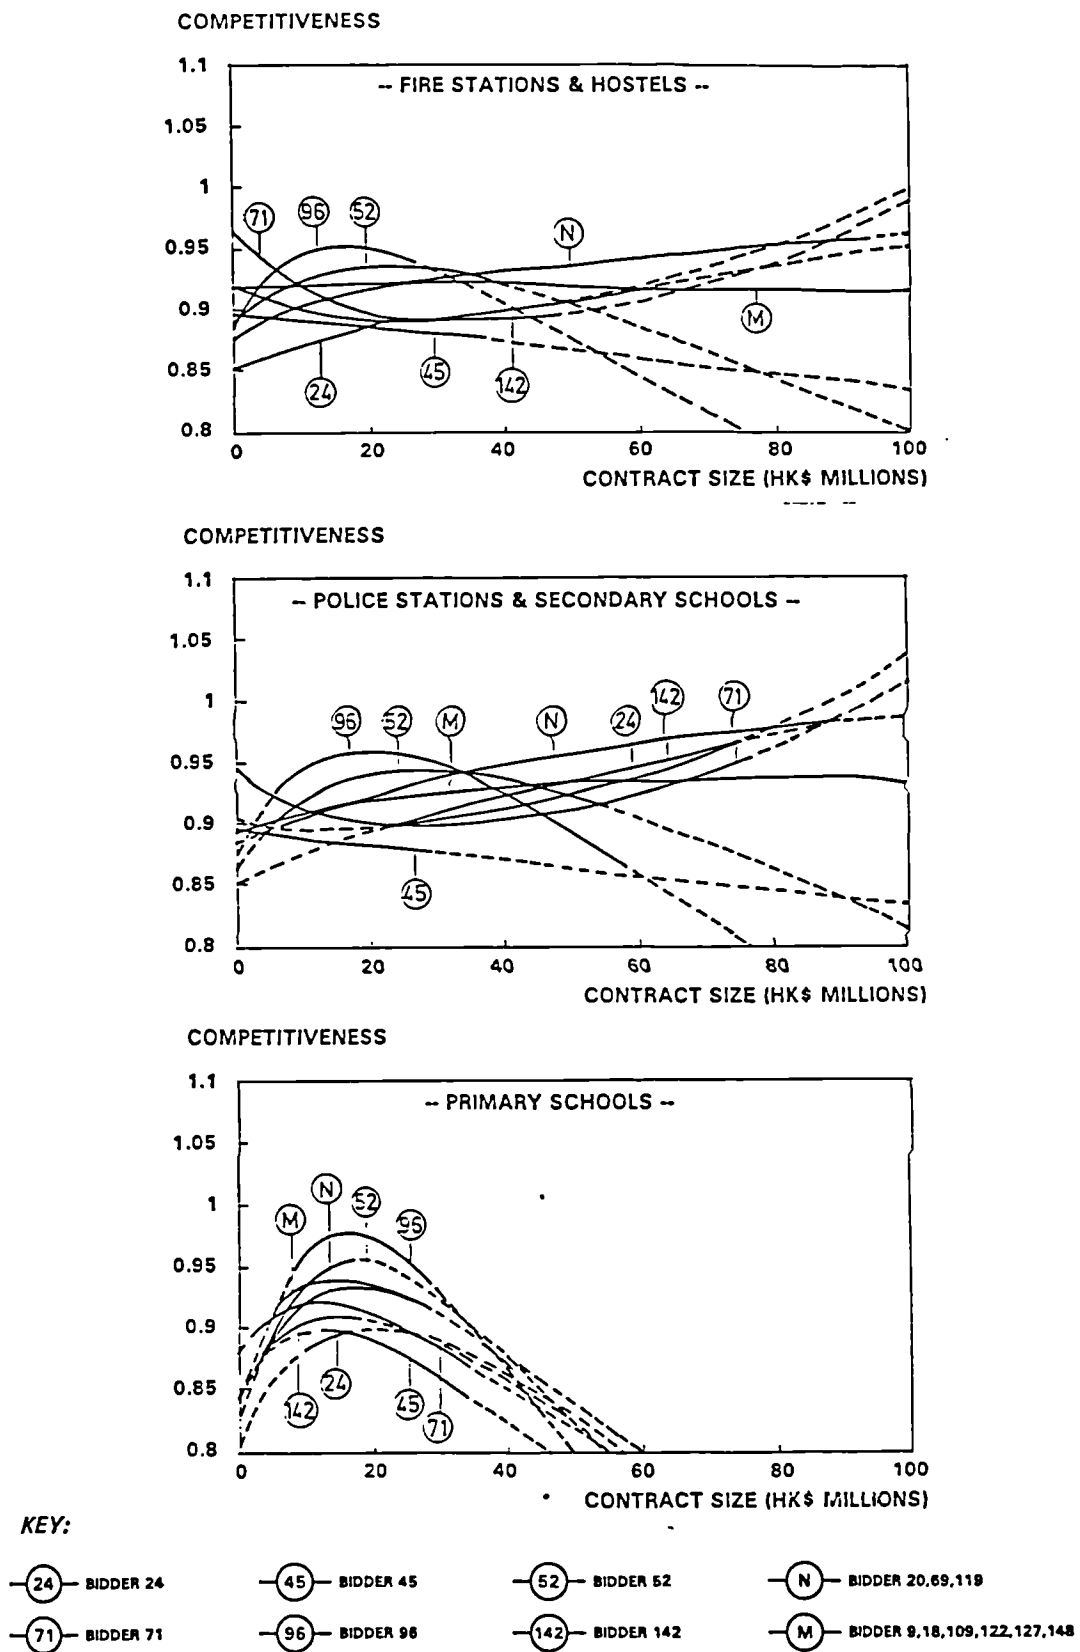 COMPETITIVENESS
1.1
-- FIRE STATIONS & HOSTELS --
1.05
1
71
96
52
N
0.95
0.9
M
0.85
24
45
142
0.8
0 20 40 60 80 100
CONTRACT SIZE (HK$ MILLIONS)
COMPETITIVENESS
1.1
-- POLICE STATIONS & SECONDARY SCHOOLS --
1.05
1
96 52 M N 24 142 71
0.95
0.9
0.85
45
0.8
0 20 40 60 80 100
CONTRACT SIZE (HK$ MILLIONS)
COMPETITIVENESS
1.1
-- PRIMARY SCHOOLS --
1.05
1
M N 52 96
0.95
0.9
0.85
142 24 45 71
0.8
0 20 40 60 80 100
CONTRACT SIZE (HK$ MILLIONS)
KEY:
24 BIDDER 24 45 BIDDER 45 52 BIDDER 52 N BIDDER 20,69,119
71 BIDDER 71 96 BIDDER 96 142 BIDDER 142 M BIDDER 9,18,109,122,127,148